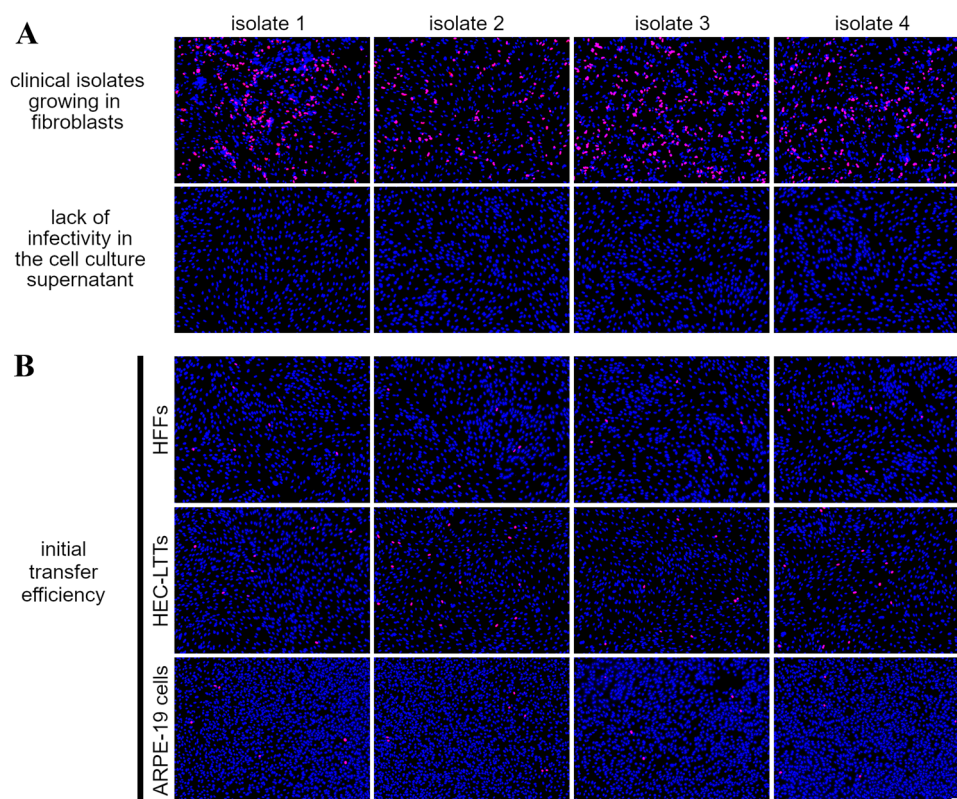 A
isolate 1
isolate 2
isolate 3
isolate 4
clinical isolates
growing in
fibroblasts
lack of
infectivity in
the cell culture
supernatant
B
initial
transfer
efficiency
HFFs
HEC-LTTs
ARPE-19 cells